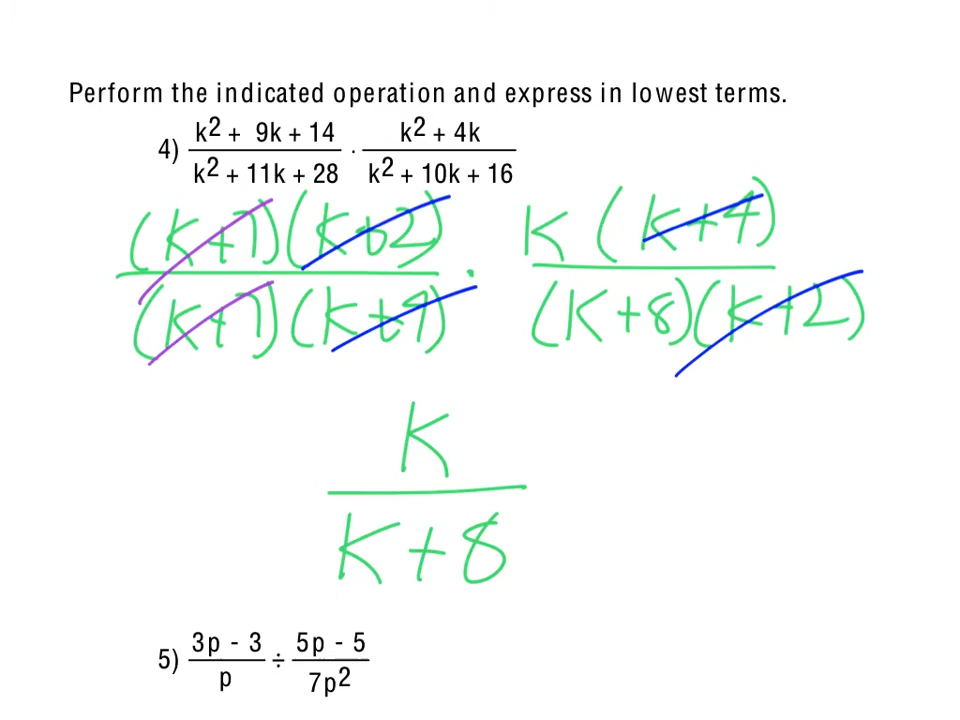 Perform the indicated operation and express in lowest terms.
4) k2 + 9k + 14 / k2 + 11k + 28 · k2 + 4k / k2 + 10k + 16
(k+7)(k+2) / (k+7)(k+4) · k(k+4) / (k+8)(k+2)
K
K+8
5) 3p - 3 / p ÷ 5p - 5 / 7p2